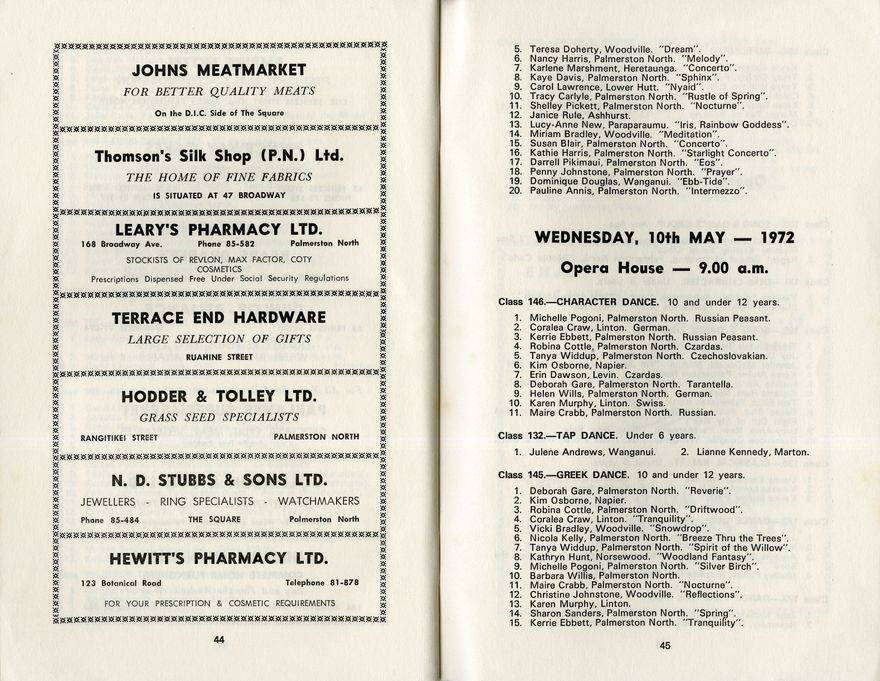 JOHNS MEATMARKET
FOR BETTER QUALITY MEATS
On the D.I.C. Side of The Square
Thomson's Silk Shop (P.N.) Ltd.
THE HOME OF FINE FABRICS
IS SITUATED AT 47 BROADWAY
LEARY'S PHARMACY LTD.
168 Broadway Ave. Phone 85-582 Palmerston North
STOCKISTS OF REVLON, MAX FACTOR, COTY
COSMETICS
Prescriptions Dispensed Free Under Social Security Regulations
TERRACE END HARDWARE
LARGE SELECTION OF GIFTS
RUAHINE STREET
HODDER & TOLLEY LTD.
GRASS SEED SPECIALISTS
RANGITIKEI STREET PALMERSTON NORTH
N. D. STUBBS & SONS LTD.
JEWELLERS - RING SPECIALISTS - WATCHMAKERS
Phone 85-484 THE SQUARE Palmerston North
HEWITT'S PHARMACY LTD.
123 Botanical Road Telephone 81-878
FOR YOUR PRESCRIPTION & COSMETIC REQUIREMENTS
44
5. Teresa Doherty, Woodville. "Dream".
6. Nancy Harris, Palmerston North. "Melody".
7. Karlene Marshment, Heretaunga. "Concerto".
8. Kaye Davis, Palmerston North. "Sphinx".
9. Carol Lawrence, Lower Hutt. "Nyaid".
10. Tracy Carlyle, Palmerston North. "Rustle of Spring".
11. Shelley Pickett, Palmerston North. "Nocturne".
12. Janice Rule, Ashhurst.
13. Lucy-Anne New, Paraparaumu. "Iris, Rainbow Goddess".
14. Miriam Bradley, Woodville. "Meditation".
15. Susan Blair, Palmerston North. "Concerto".
16. Kathie Harris, Palmerston North. "Starlight Concerto".
17. Darrell Pikimaui, Palmerston North. "Eos".
18. Penny Johnstone, Palmerston North. "Prayer".
19. Dominique Douglas, Wanganui. "Ebb-Tide".
20. Pauline Annis, Palmerston North. "Intermezzo".
WEDNESDAY, 10th MAY — 1972
Opera House — 9.00 a.m.
Class 146.—CHARACTER DANCE. 10 and under 12 years.
1. Michelle Pogoni, Palmerston North. Russian Peasant.
2. Coralea Craw, Linton. German.
3. Kerrie Ebbett, Palmerston North. Russian Peasant.
4. Robina Cottle, Palmerston North. Czardas.
5. Tanya Widdup, Palmerston North. Czechoslovakian.
6. Kim Osborne, Napier.
7. Erin Dawson, Levin. Czardas.
8. Deborah Gare, Palmerston North. Tarantella.
9. Helen Wills, Palmerston North. German.
10. Karen Murphy, Linton. Swiss.
11. Maire Crabb, Palmerston North. Russian.
Class 132.—TAP DANCE. Under 6 years.
1. Julene Andrews, Wanganui. 2. Lianne Kennedy, Marton.
Class 145.—GREEK DANCE. 10 and under 12 years.
1. Deborah Gare, Palmerston North. "Reverie".
2. Kim Osborne, Napier.
3. Robina Cottle, Palmerston North. "Driftwood".
4. Coralea Craw, Linton. "Tranquility".
5. Vicki Bradley, Woodville. "Snowdrop".
6. Nicola Kelly, Palmerston North. "Breeze Thru the Trees".
7. Tanya Widdup, Palmerston North. "Spirit of the Willow".
8. Kathryn Hunt, Norsewood. "Woodland Fantasy".
9. Michelle Pogoni, Palmerston North. "Silver Birch".
10. Barbara Willis, Palmerston North.
11. Maire Crabb, Palmerston North. "Nocturne".
12. Christine Johnstone, Woodville. "Reflections".
13. Karen Murphy, Linton.
14. Sharon Sanders, Palmerston North. "Spring".
15. Kerrie Ebbett, Palmerston North. "Tranquility".
45